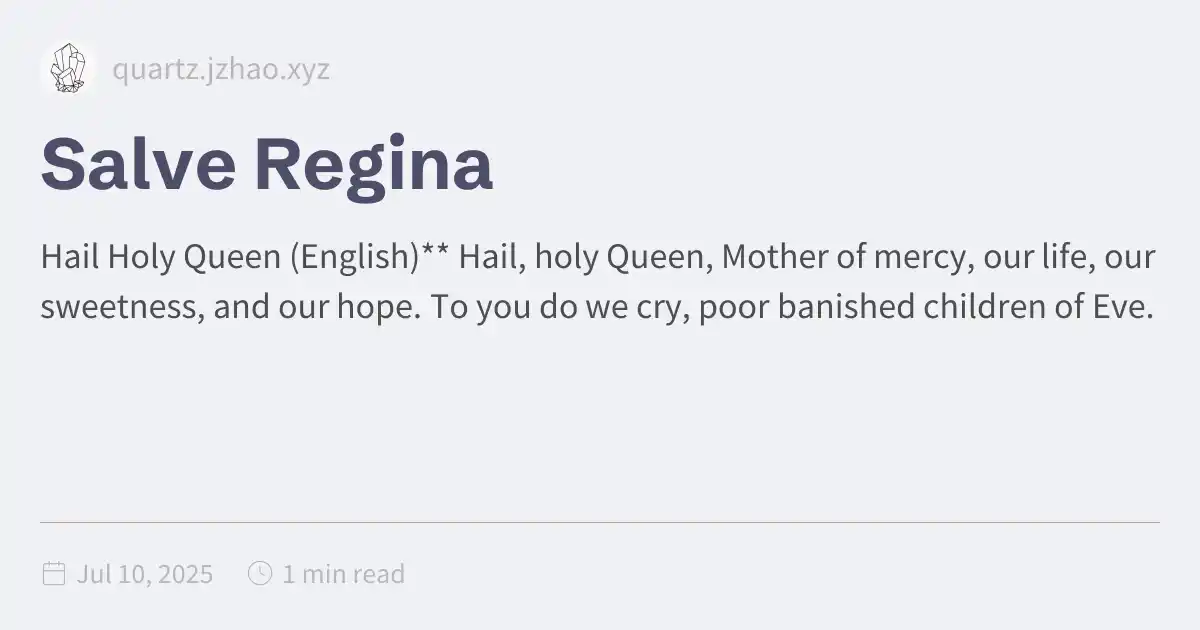 quartz.jzhao.xyz
Salve Regina
Hail Holy Queen (English)** Hail, holy Queen, Mother of mercy, our life, our
sweetness, and our hope. To you do we cry, poor banished children of Eve.
Jul 10, 2025 1 min read